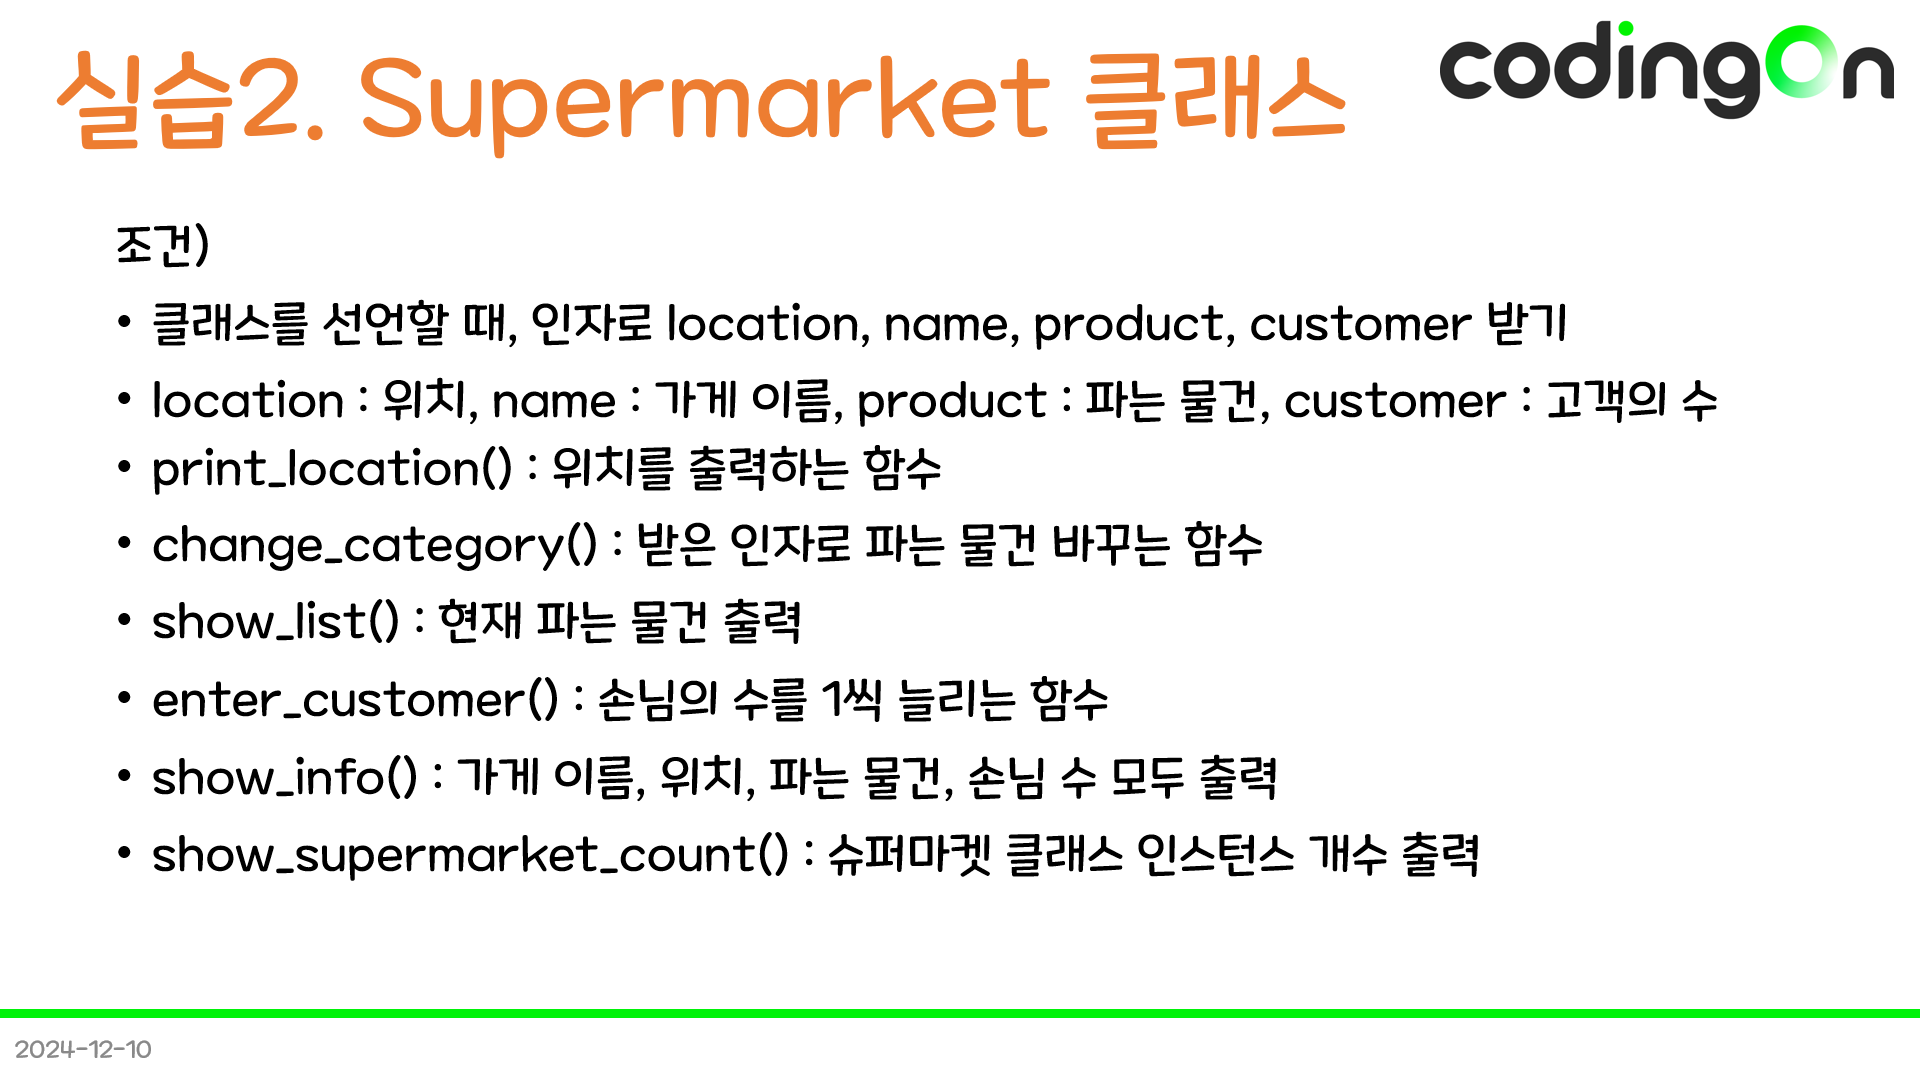 실습2. Supermarket 클래스
codingOn
조건)
• 클래스를 선언할 때, 인자로 location, name, product, customer 받기
• location : 위치, name : 가게 이름, product : 파는 물건, customer : 고객의 수
• print_location() : 위치를 출력하는 함수
• change_category() : 받은 인자로 파는 물건 바꾸는 함수
• show_list() : 현재 파는 물건 출력
• enter_customer() : 손님의 수를 1씩 늘리는 함수
• show_info() : 가게 이름, 위치, 파는 물건, 손님 수 모두 출력
• show_supermarket_count() : 슈퍼마켓 클래스 인스턴스 개수 출력
2024-12-10